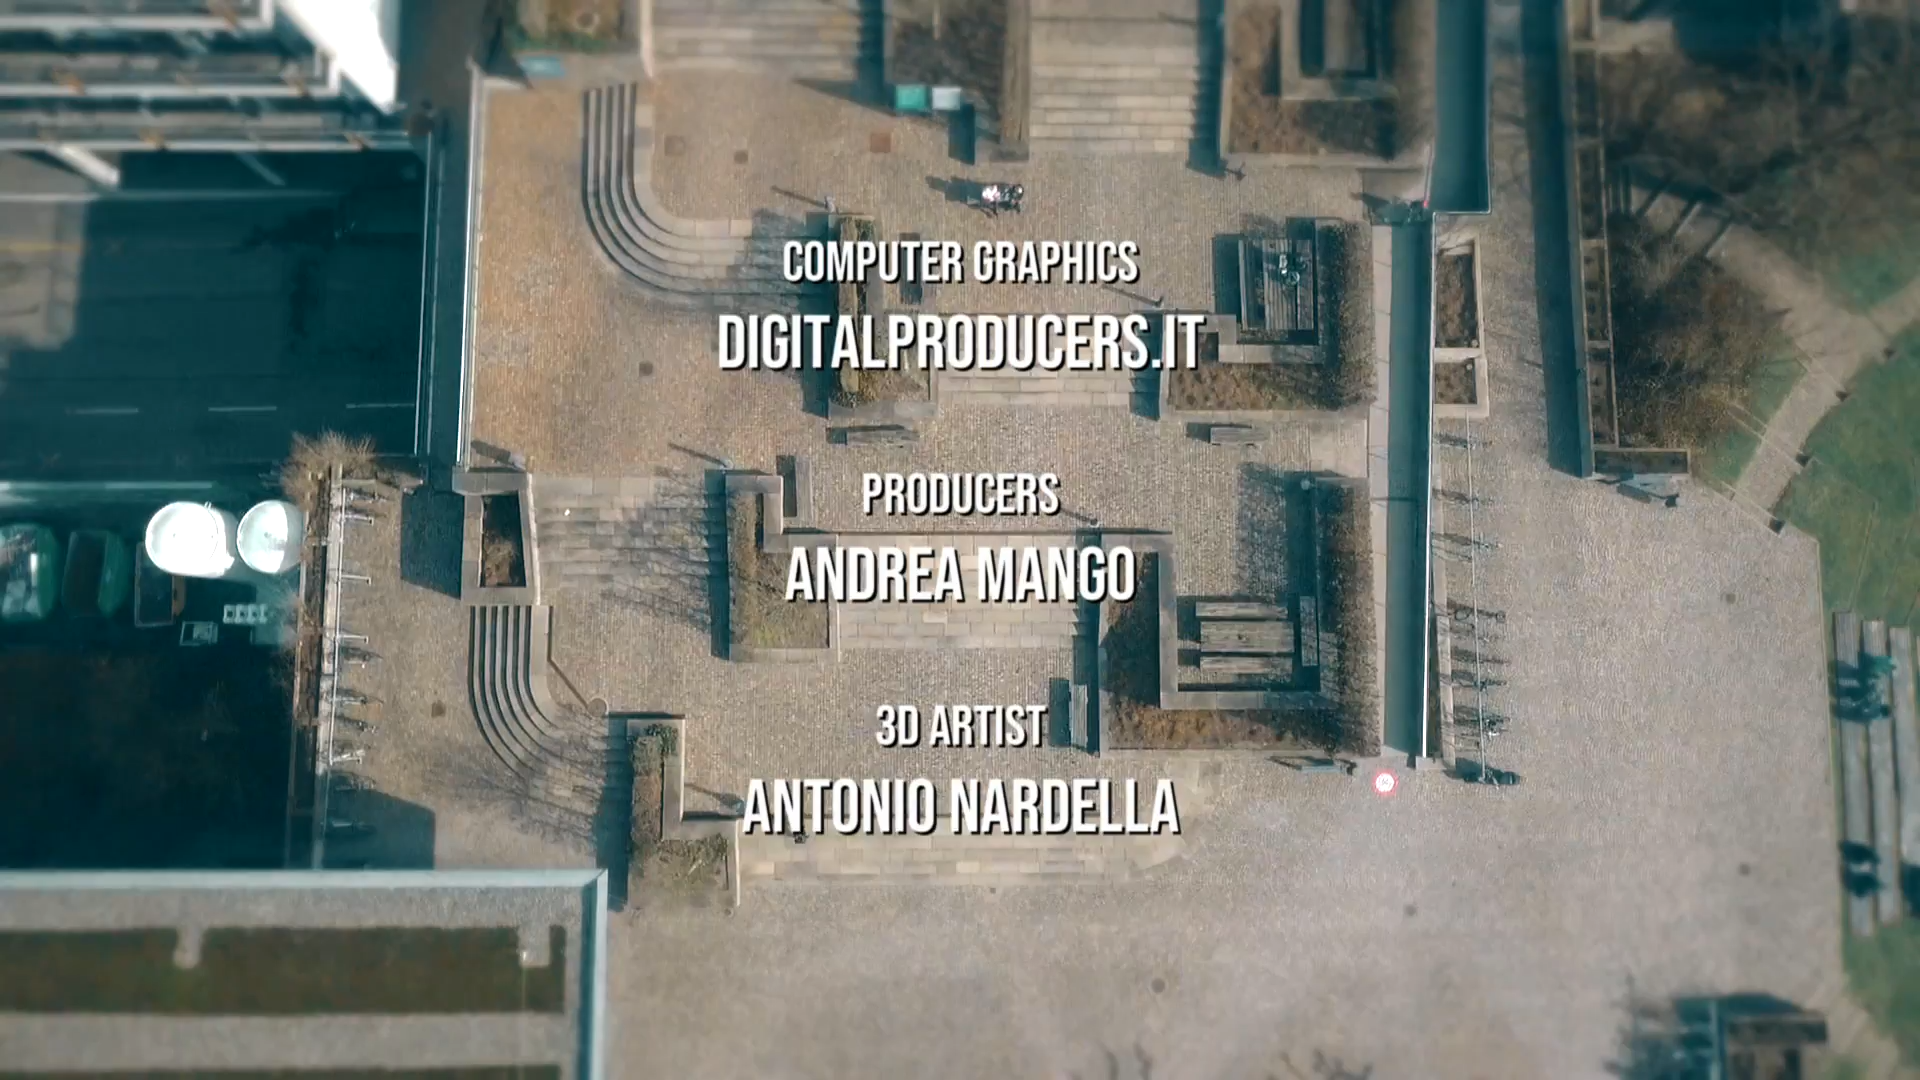 COMPUTER GRAPHICS
DIGITALPRODUCERS.IT
PRODUCERS
ANDREA MANGO
3D ARTIST
ANTONIO NARDELLA